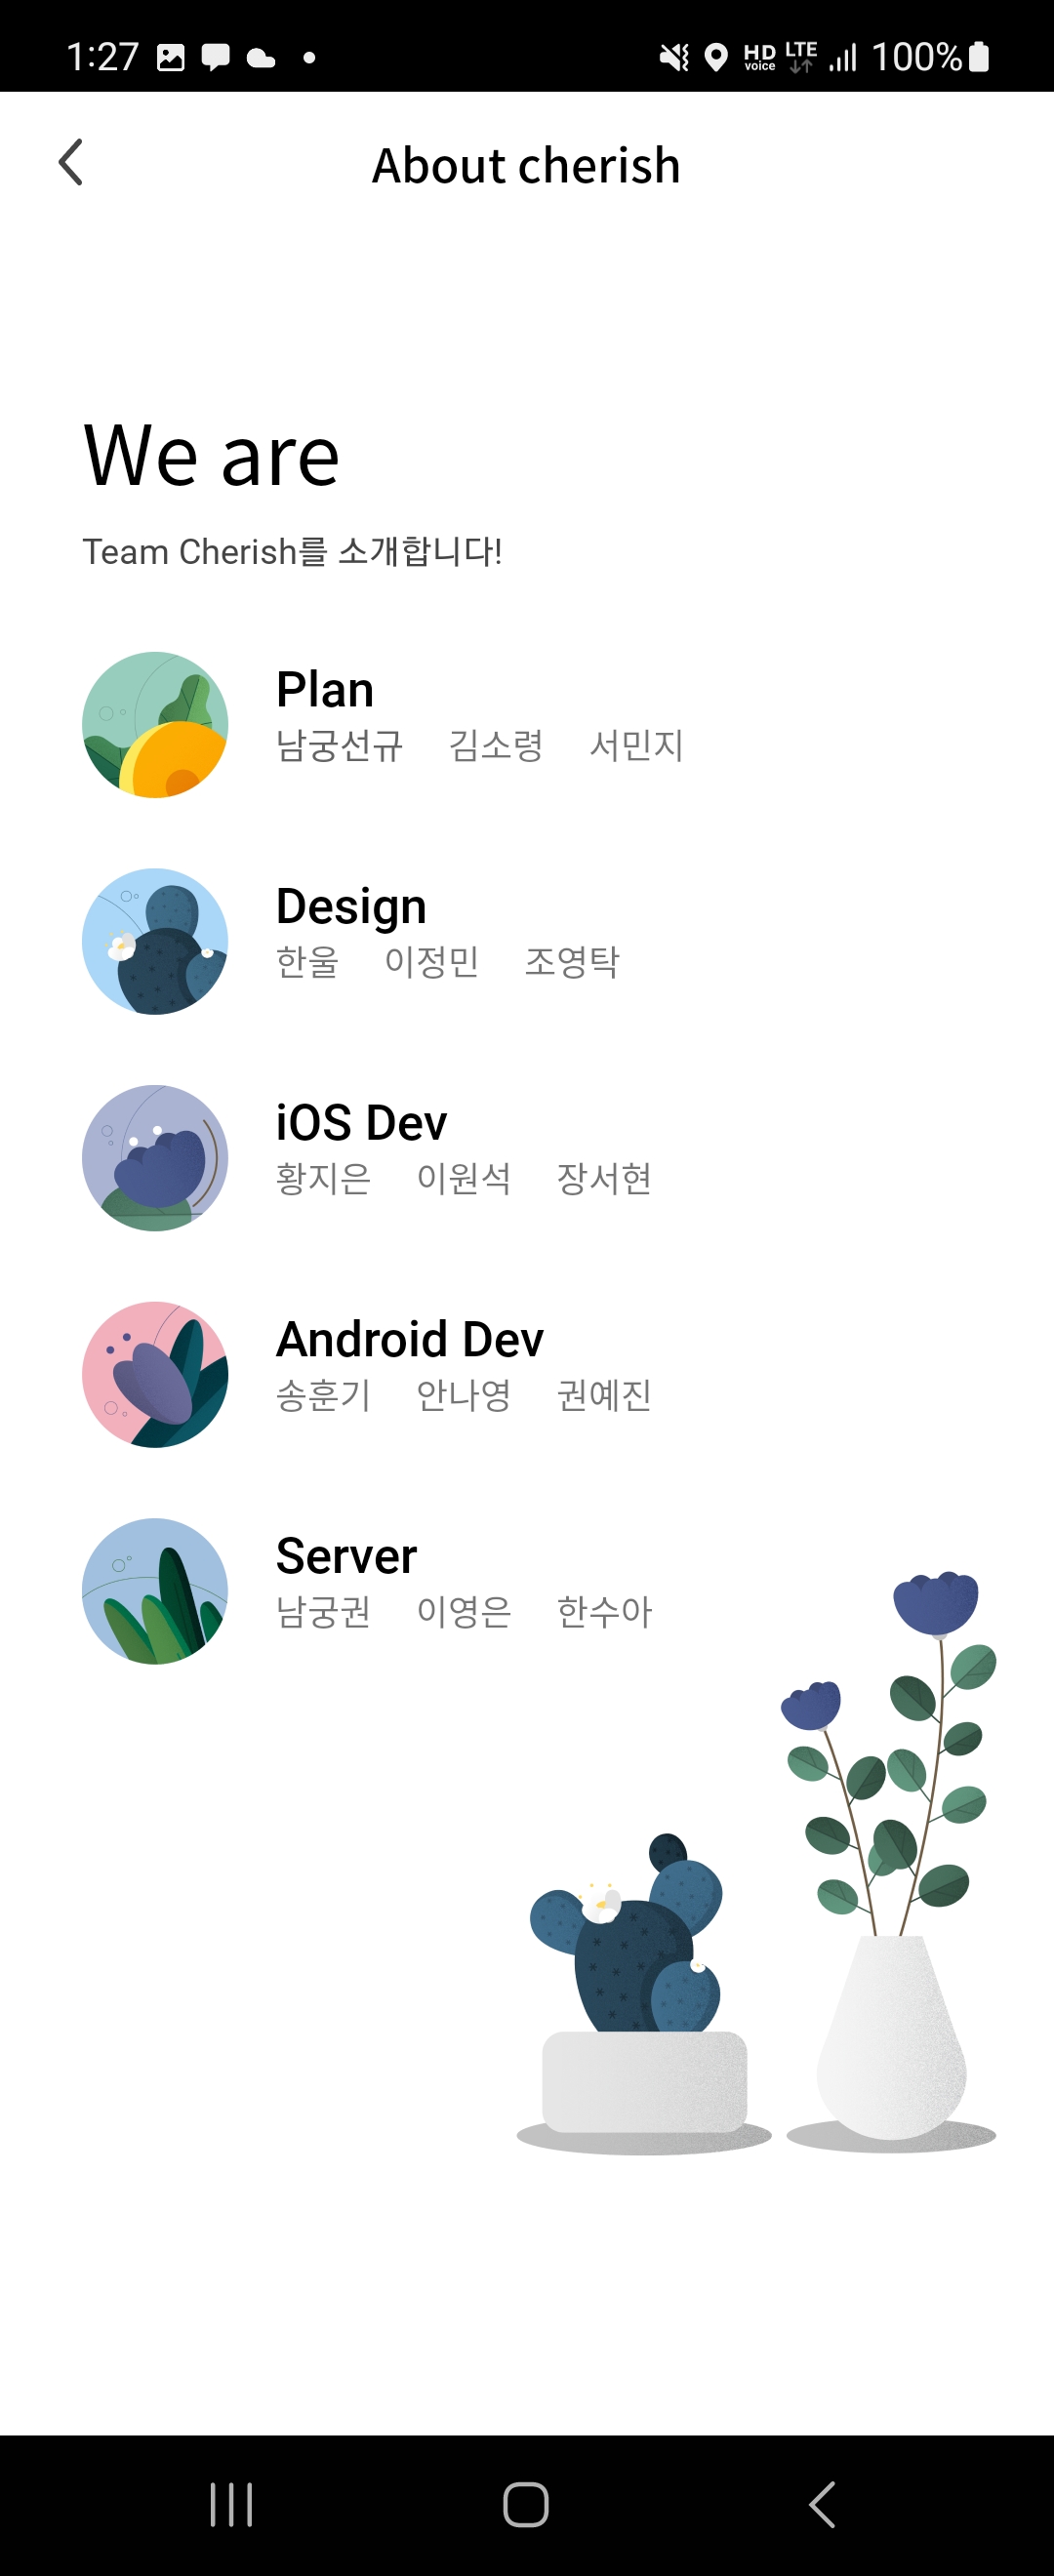 1:27 HD voice LTE 100%
About cherish
We are
Team Cherish를 소개합니다!
Plan
남궁선규 김소령 서민지
Design
한울 이정민 조영탁
iOS Dev
황지은 이원석 장서현
Android Dev
송훈기 안나영 권예진
Server
남궁권 이영은 한수아